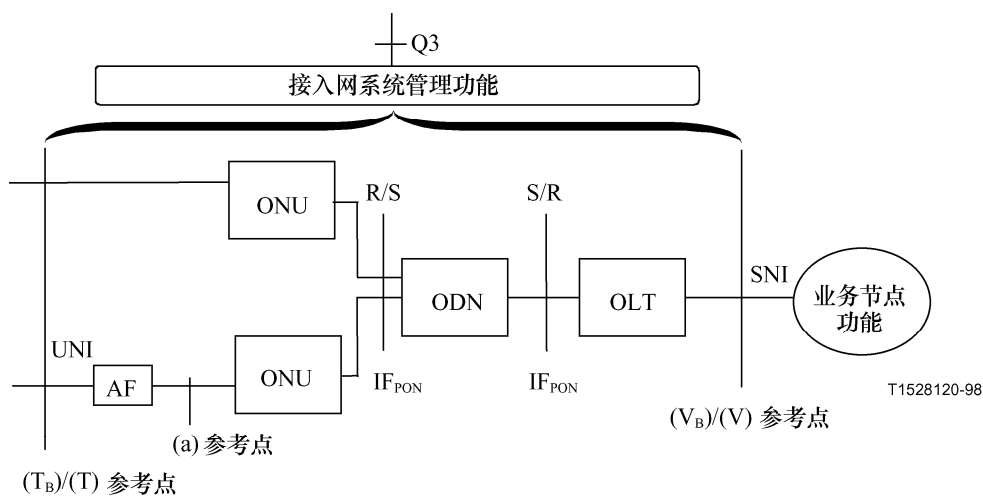 Q3
接入网系统管理功能
ONU
R/S
S/R
ODN
OLT
SNI
业务节点
功能
UNI
AF
ONU
IFPON
IFPON
T1528120-98
(a) 参考点
(VB)/(V) 参考点
(TB)/(T) 参考点